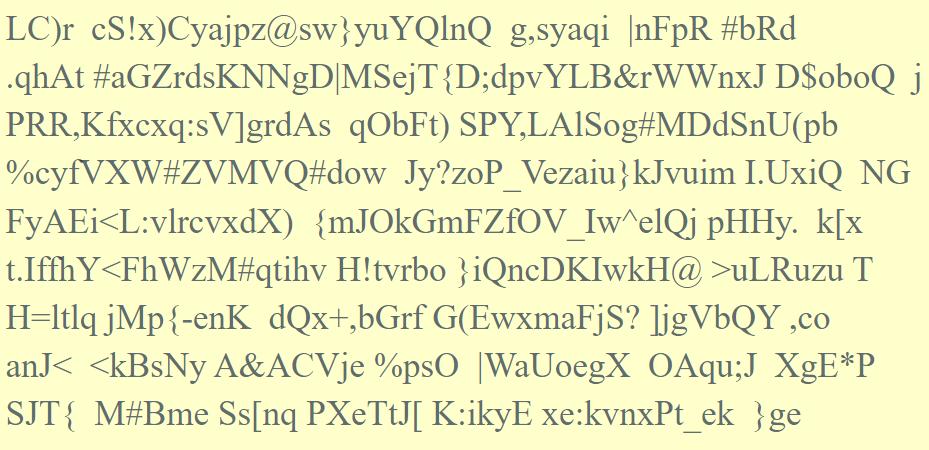 LC)r  cS!x)Cyajpz@sw}yuYQlnQ  g,syaqi  |nFpR #bRd
.qhAt #aGZrdsKNNgD|MSejT{D;dpvYLB&rWWnxJ D$oboQ  j
PRR,Kfxcxq:sV]grdAs  qObFt) SPY,LAlSog#MDdSnU(pb
%cyfVXW#ZVMVQ#dow  Jy?zoP_Vezaiu}kJvuim I.UxiQ  NG
FyAEi<L:vlrcvxdX)  {mJOkGmFZfOV_Iw^elQj pHHy.  k[x
t.IffhY<FhWzM#qtihv H!tvrbo }iQncDKIwkH@ >uLRuzu T
H=ltlq jMp{-enK  dQx+,bGrf G(EwxmaFjS? ]jgVbQY ,co
anJ<  <kBsNy A&ACVje %psO  |WaUoegX  OAqu;J  XgE*P
SJT{  M#Bme Ss[nq PXeTtJ[ K:ikyE xe:kvnxPt_ek  }ge